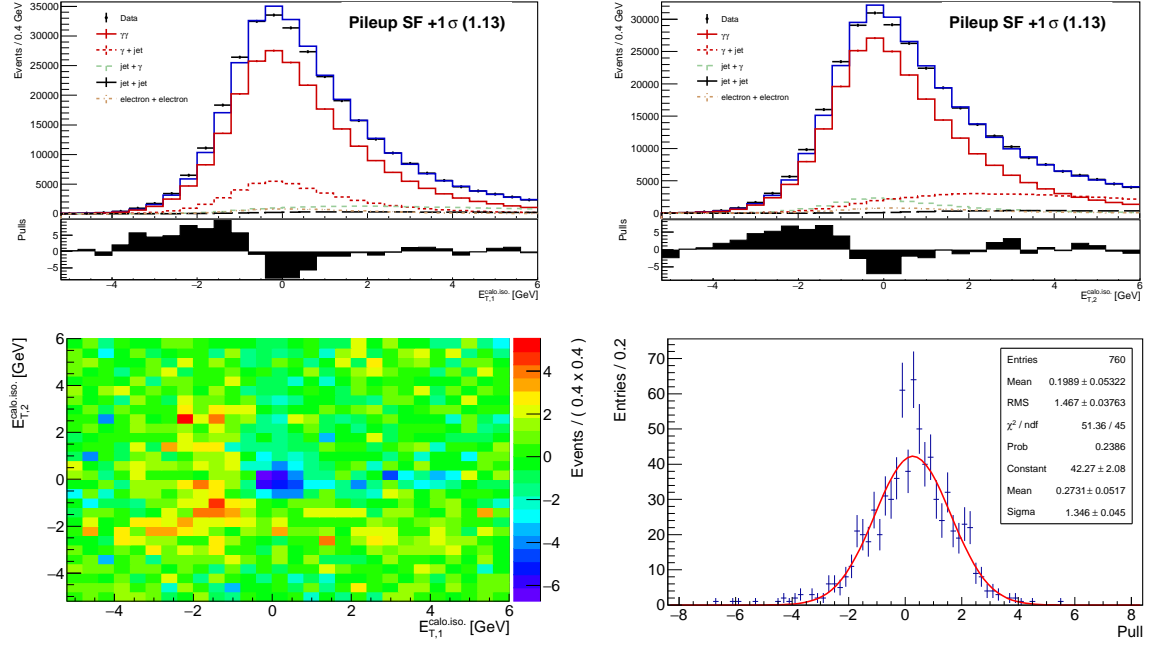 Pileup SF +1 σ (1.13)
Events / 0.4 GeV
35000
30000
25000
20000
15000
10000
5000
0
Data
γγ
γ + jet
jet + γ
jet + jet
electron + electron
Pulls
5
0
−5
−4
−2
0
2
4
6
E_{T,1}^{calo.iso.} [GeV]
Pileup SF +1 σ (1.13)
Events / 0.4 GeV
30000
25000
20000
15000
10000
5000
0
Data
γγ
γ + jet
jet + γ
jet + jet
electron + electron
Pulls
5
0
−5
−4
−2
0
2
4
6
E_{T,2}^{calo.iso.} [GeV]
E_{T,2}^{calo.iso.} [GeV]
6
4
2
0
−2
−4
−4
−2
0
2
4
6
E_{T,1}^{calo.iso.} [GeV]
4
2
0
−2
−4
−6
Events / ( 0.4 x 0.4 )
Entries / 0.2
70
60
50
40
30
20
10
0
−8
−6
−4
−2
0
2
4
6
8
Pull
Entries 760
Mean 0.1989 ± 0.05322
RMS 1.467 ± 0.03763
χ² / ndf 51.36 / 45
Prob 0.2386
Constant 42.27 ± 2.08
Mean 0.2731 ± 0.0517
Sigma 1.346 ± 0.045